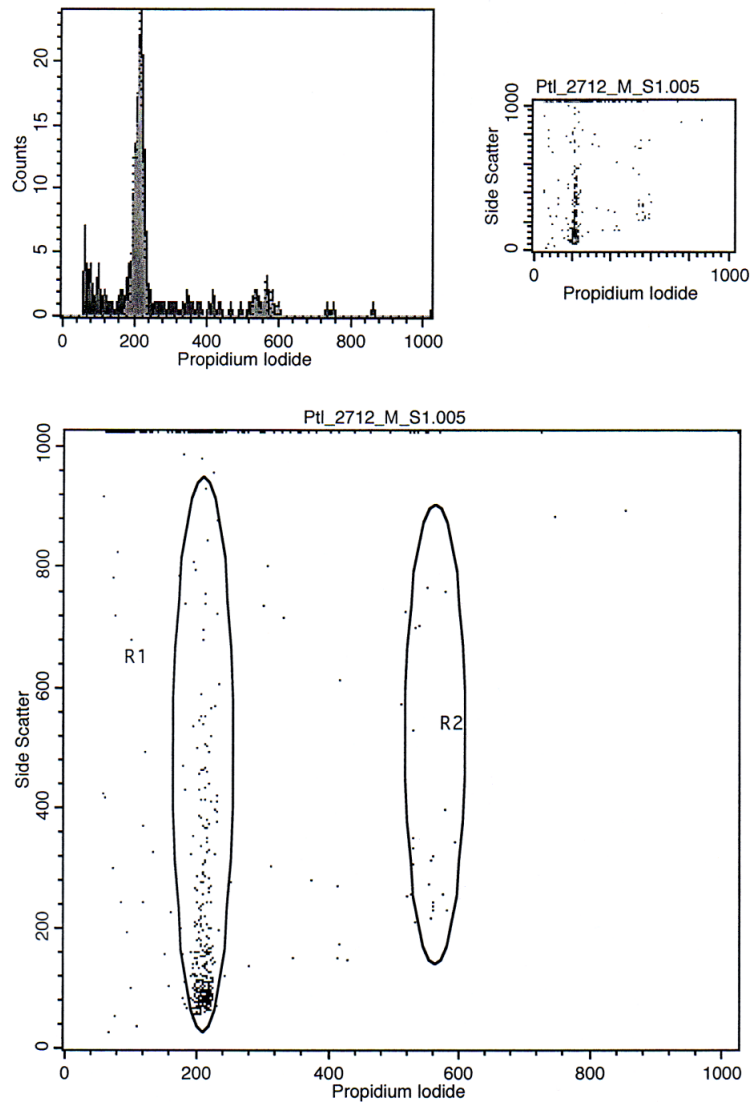 Counts
20
15
10
5
0
0 200 400 600 800 1000
Propidium Iodide
PtI_2712_M_S1.005
Side Scatter
1000
0
0 1000
Propidium Iodide
PtI_2712_M_S1.005
Side Scatter
1000
800
600
400
200
0
R1
R2
0 200 400 600 800 1000
Propidium Iodide